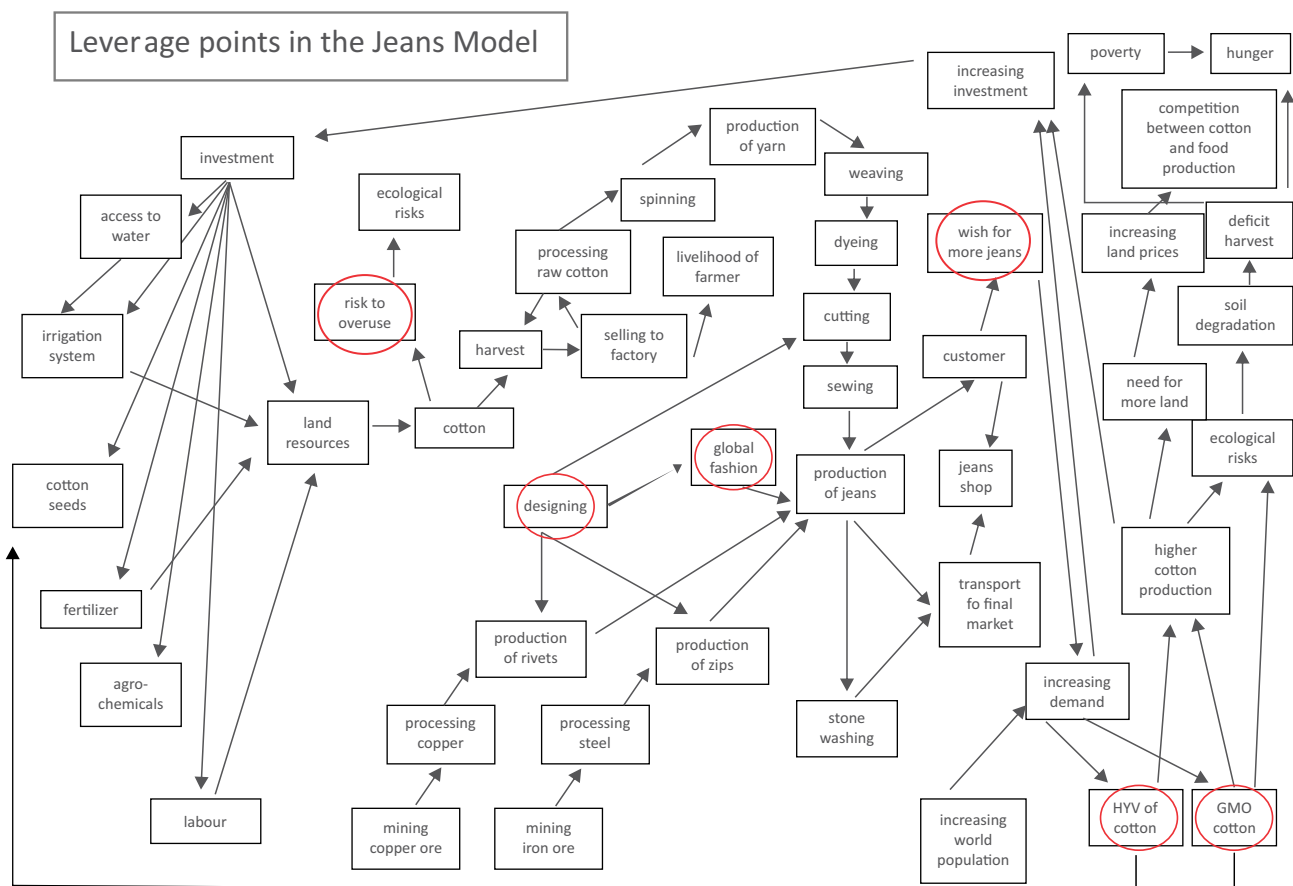 Leverage points in the Jeans Model
poverty
hunger
increasing
investment
competition
between cotton
and food
production
production
of yarn
investment
weaving
ecological
risks
spinning
access to
water
dyeing
wish for
more jeans
increasing
land prices
deficit
harvest
processing
raw cotton
livelihood of
farmer
risk to
overuse
cutting
soil
degradation
irrigation
system
harvest
selling to
factory
customer
sewing
need for
more land
land
resources
cotton
global
fashion
ecological
risks
cotton
seeds
designing
production
of jeans
jeans
shop
higher
cotton
production
fertilizer
transport
fo final
market
production
of rivets
production
of zips
agro-
chemicals
increasing
demand
processing
copper
processing
steel
stone
washing
labour
mining
copper ore
mining
iron ore
increasing
world
population
HYV of
cotton
GMO
cotton